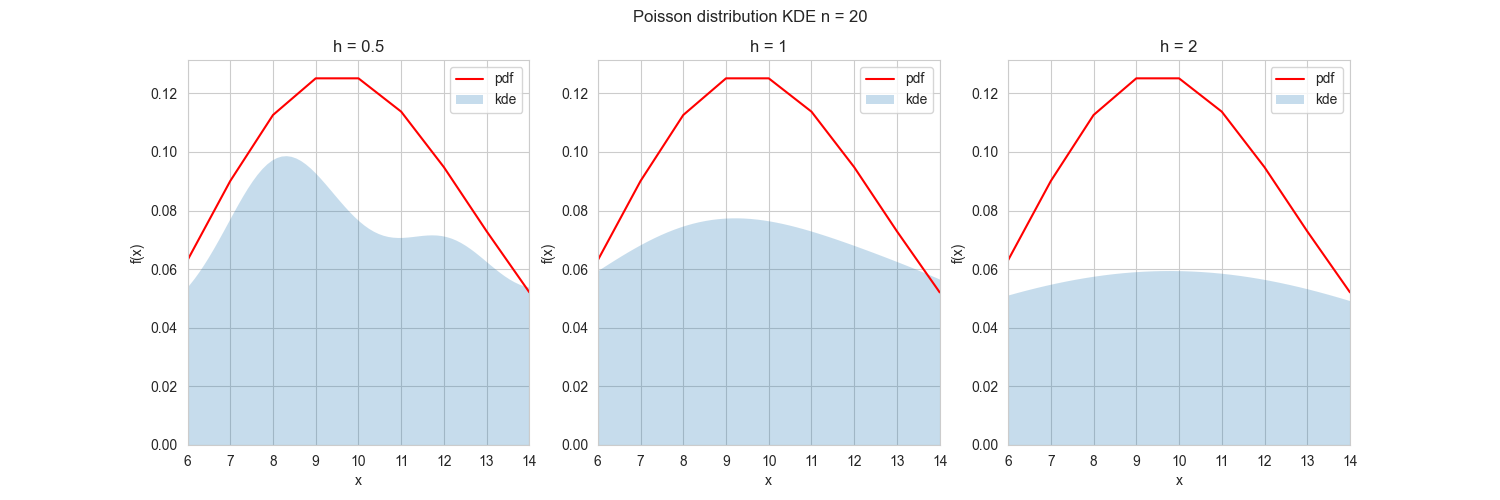 Poisson distribution KDE n = 20
h = 0.5
pdf
kde
0.12
0.10
0.08
0.06
0.04
0.02
0.00
f(x)
6 7 8 9 10 11 12 13 14
x
h = 1
pdf
kde
0.12
0.10
0.08
0.06
0.04
0.02
0.00
f(x)
6 7 8 9 10 11 12 13 14
x
h = 2
pdf
kde
0.12
0.10
0.08
0.06
0.04
0.02
0.00
f(x)
6 7 8 9 10 11 12 13 14
x